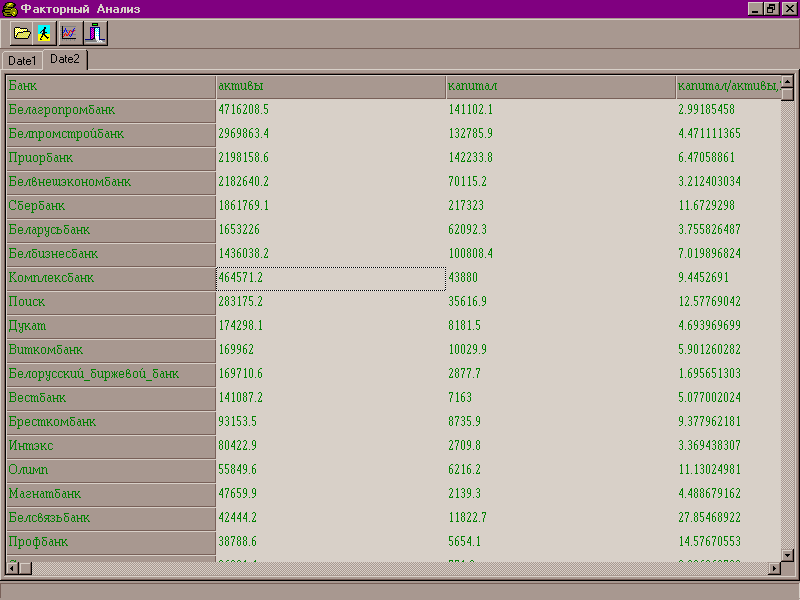 Факторный Анализ
Date1 Date2
Банк активы капитал капитал/активы,
Белагропромбанк 4716208.5 141102.1 2.99185458
Белпромстройбанк 2969863.4 132785.9 4.471111365
Приорбанк 2198158.6 142233.8 6.47058861
Белвнешэкономбанк 2182640.2 70115.2 3.212403034
Сбербанк 1861769.1 217323 11.6729298
Беларусьбанк 1653226 62092.3 3.755826487
Белбизнесбанк 1436038.2 100808.4 7.019896824
Комплексбанк 464571.2 43880 9.4452691
Поиск 283175.2 35616.9 12.57769042
Дукат 174298.1 8181.5 4.693969699
Виткомбанк 169962 10029.9 5.901260282
Белорусский_биржевой_банк 169710.6 2877.7 1.695651303
Вестбанк 141087.2 7163 5.077002024
Бресткомбанк 93153.5 8735.9 9.377962181
Интэкс 80422.9 2709.8 3.369438307
Олимп 55849.6 6216.2 11.13024981
Магнатбанк 47659.9 2139.3 4.488679162
Белсвязьбанк 42444.2 11822.7 27.85468922
Профбанк 38788.6 5654.1 14.57670553